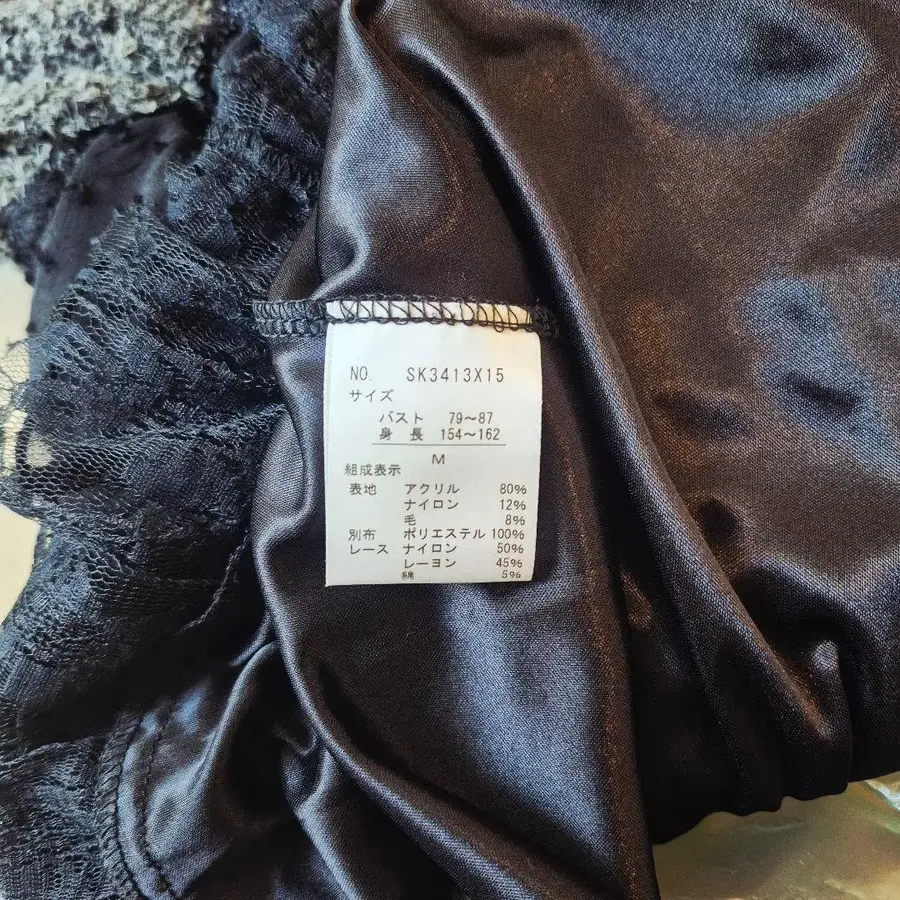 NO. SK3413X15
サイズ
バスト 79～87
身長 154～162
M
組成表示
表地 アクリル 80%
ナイロン 12%
毛 8%
別布 ポリエステル 100%
レース ナイロン 50%
レーヨン 45%
綿 5%